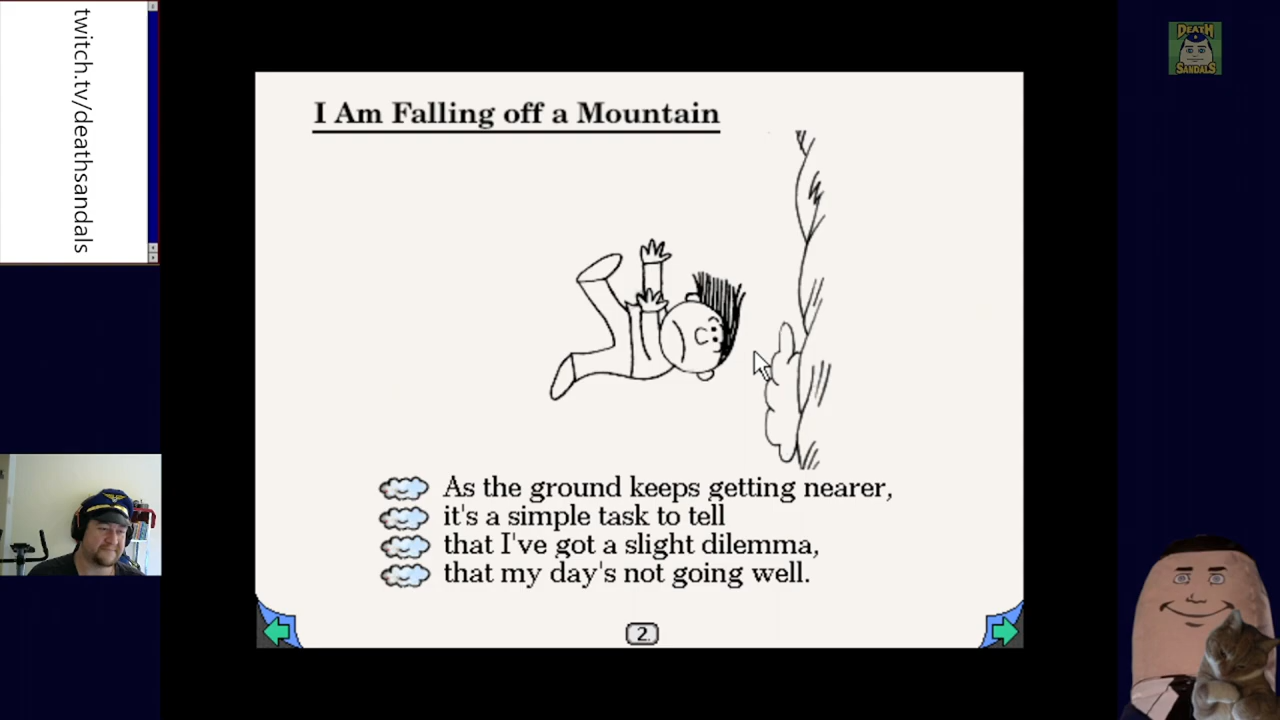 twitch.tv/deathsandals
DEATH
SANDALS
I Am Falling off a Mountain
As the ground keeps getting nearer,
it's a simple task to tell
that I've got a slight dilemma,
that my day's not going well.
2